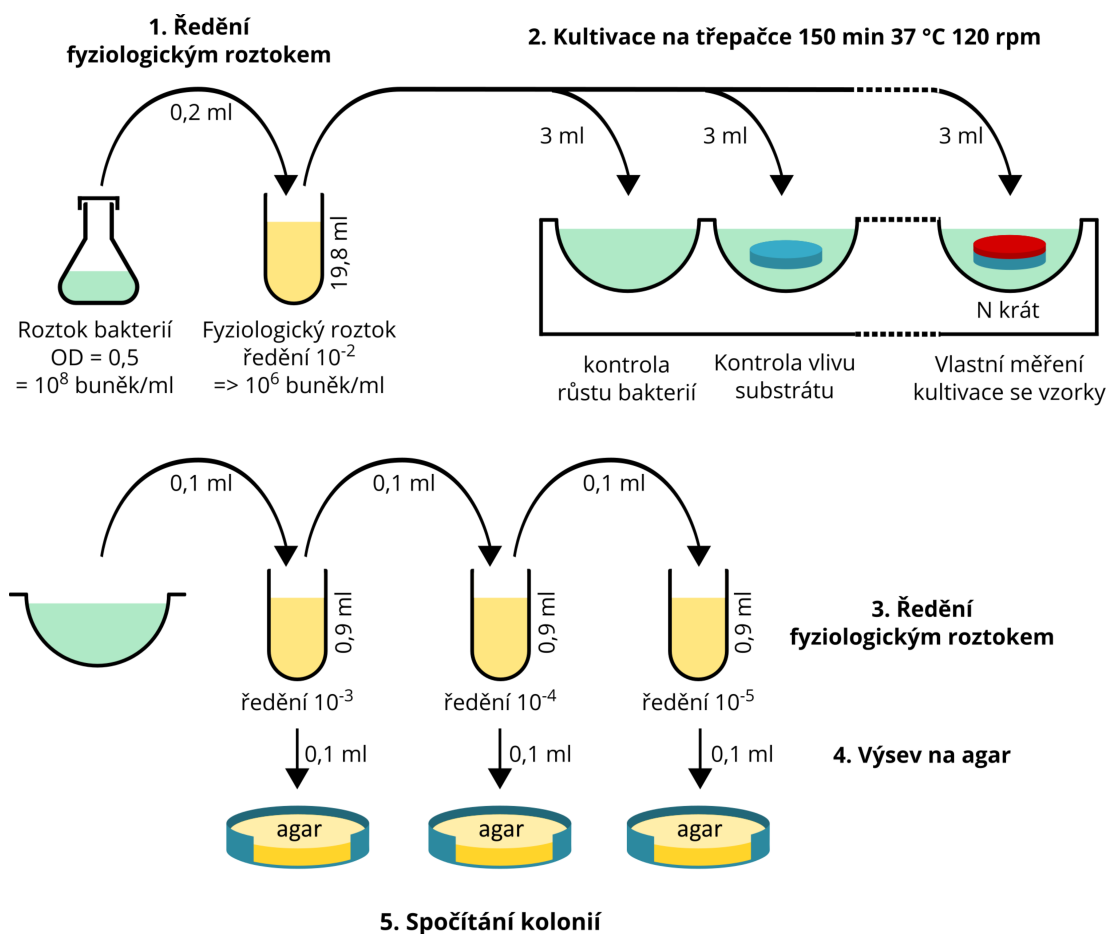 1. Ředění
fyziologickým roztokem
2. Kultivace na třepačce 150 min 37 °C 120 rpm
0,2 ml
3 ml
3 ml
3 ml
19,8 ml
N krát
Roztok bakterií
OD = 0,5
= 10⁸ buněk/ml
Fyziologický roztok
ředění 10⁻²
=> 10⁶ buněk/ml
kontrola
růstu bakterií
Kontrola vlivu
substrátu
Vlastní měření
kultivace se vzorky
0,1 ml
0,1 ml
0,1 ml
0,9 ml
0,9 ml
0,9 ml
3. Ředění
fyziologickým roztokem
ředění 10⁻³
ředění 10⁻⁴
ředění 10⁻⁵
0,1 ml
0,1 ml
0,1 ml
4. Výsev na agar
agar
agar
agar
5. Spočítání kolonií